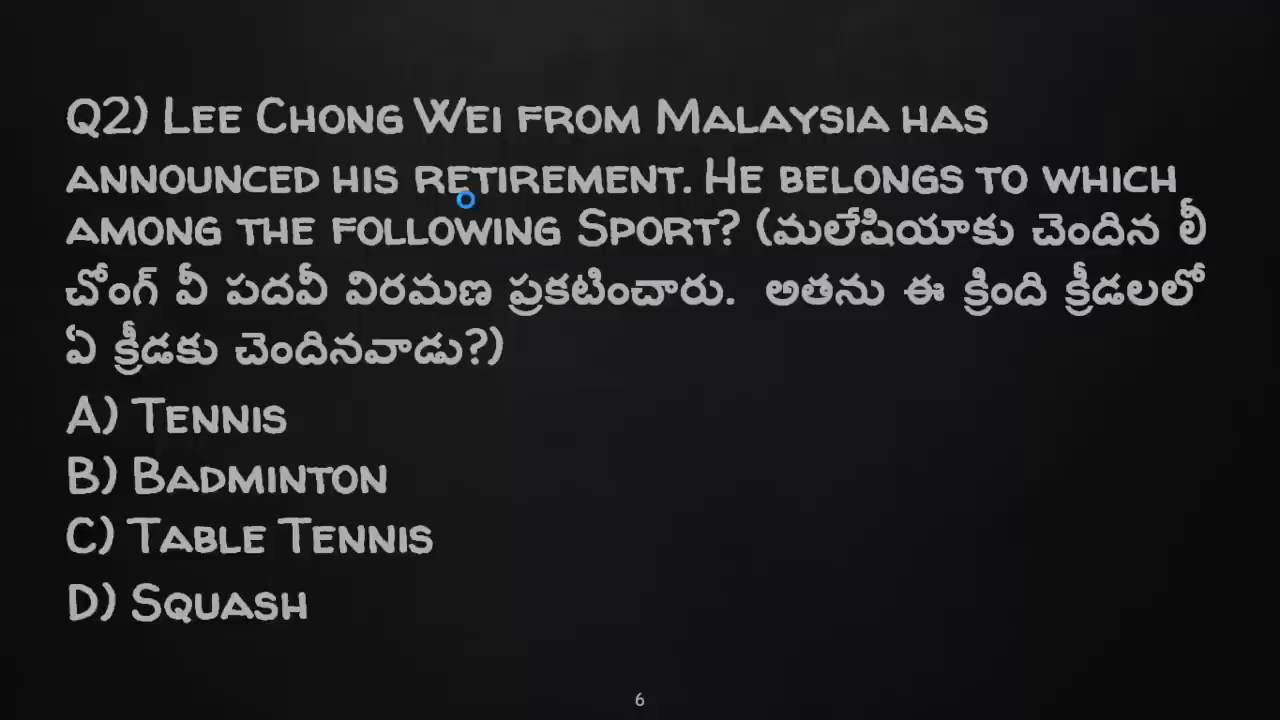 Q2) Lee Chong Wei from Malaysia has
announced his retirement. He belongs to which
among the following Sport? (మలేషియాకు చెందిన లీ
చోంగ్ వీ పదవీ విరమణ ప్రకటించారు. అతను ఈ క్రింది క్రీడలలో
ఏ క్రీడకు చెందినవాడు?)
A) Tennis
B) Badminton
C) Table Tennis
D) Squash
6